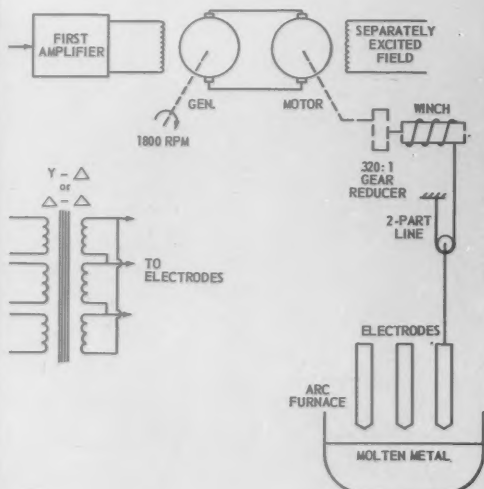 FIRST
AMPLIFIER
GEN.
MOTOR
SEPARATELY
EXCITED
FIELD
1800 RPM
WINCH
320:1
GEAR
REDUCER
2-PART
LINE
Y – △
or
△ – △
TO
ELECTRODES
ELECTRODES
ARC
FURNACE
MOLTEN METAL